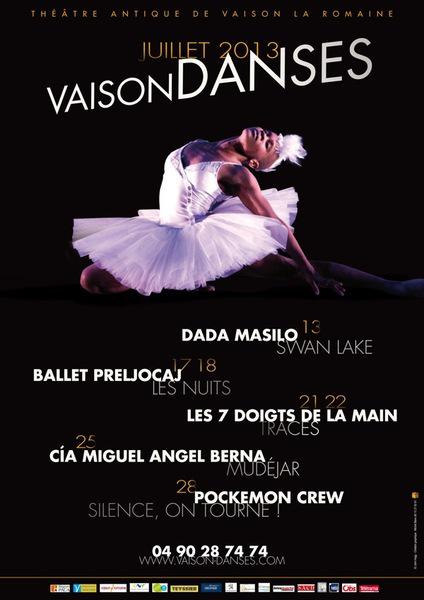 THÉÂTRE ANTIQUE DE VAISON LA ROMAINE
JUILLET 2013
VAISONDANSES
DADA MASILO 13
SWAN LAKE
17 18
BALLET PRELJOCAJ
LES NUITS
21 22
LES 7 DOIGTS DE LA MAIN
TRACES
25
CÍA MIGUEL ANGEL BERNA
MUDÉJAR
28
POCKEMON CREW
SILENCE, ON TOURNE !
04 90 28 74 74
WWW.VAISON-DANSES.COM